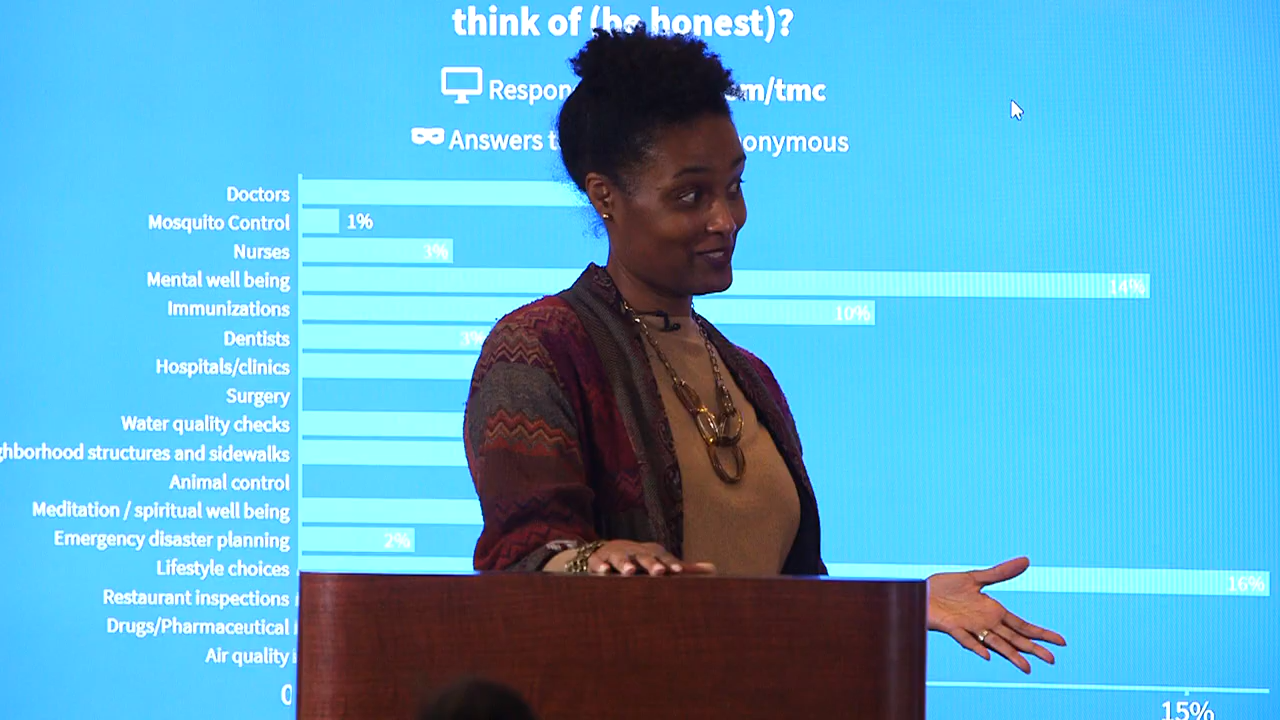 think of (be honest)?
Respon m/tmc
Answers t onymous
Doctors
Mosquito Control 1%
Nurses 3%
Mental well being 14%
Immunizations 10%
Dentists 3%
Hospitals/clinics
Surgery
Water quality checks
ghborhood structures and sidewalks
Animal control
Meditation / spiritual well being
Emergency disaster planning 2%
Lifestyle choices 16%
Restaurant inspections
Drugs/Pharmaceutical
Air quality
0
15%